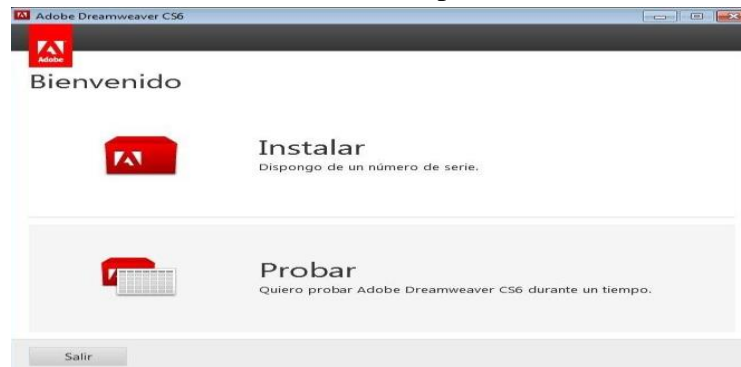 Adobe Dreamweaver CS6
Adobe
Bienvenido
Instalar
Dispongo de un número de serie.
Probar
Quiero probar Adobe Dreamweaver CS6 durante un tiempo.
Salir